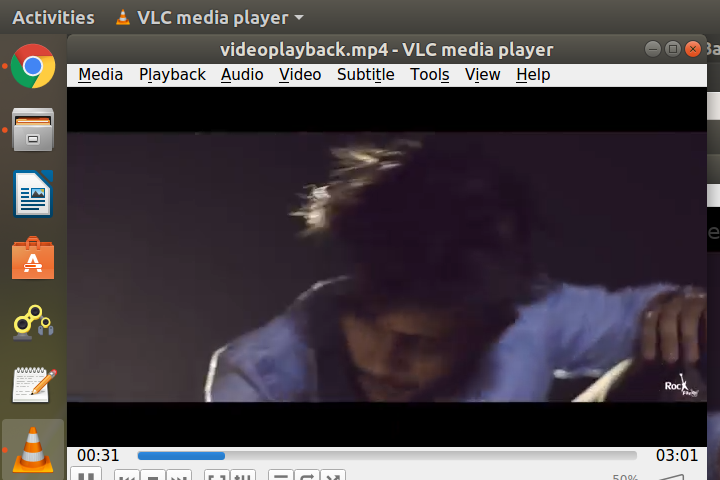 Activities VLC media player
videoplayback.mp4 - VLC media player
Media Playback Audio Video Subtitle Tools View Help
Rock
00:31 03:01
50%